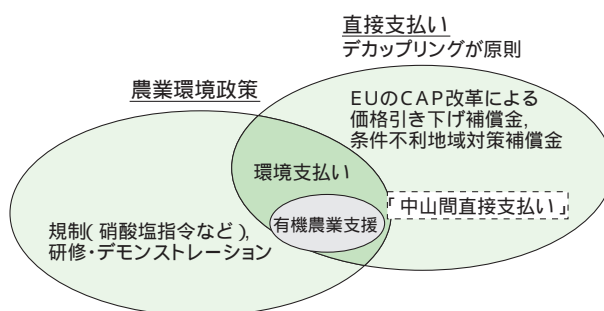 直接支払い
デカップリングが原則
農業環境政策
EUのCAP改革による
価格引き下げ補償金,
条件不利地域対策補償金
環境支払い
「中山間直接支払い」
有機農業支援
規制(硝酸塩指令など),
研修・デモンストレーション